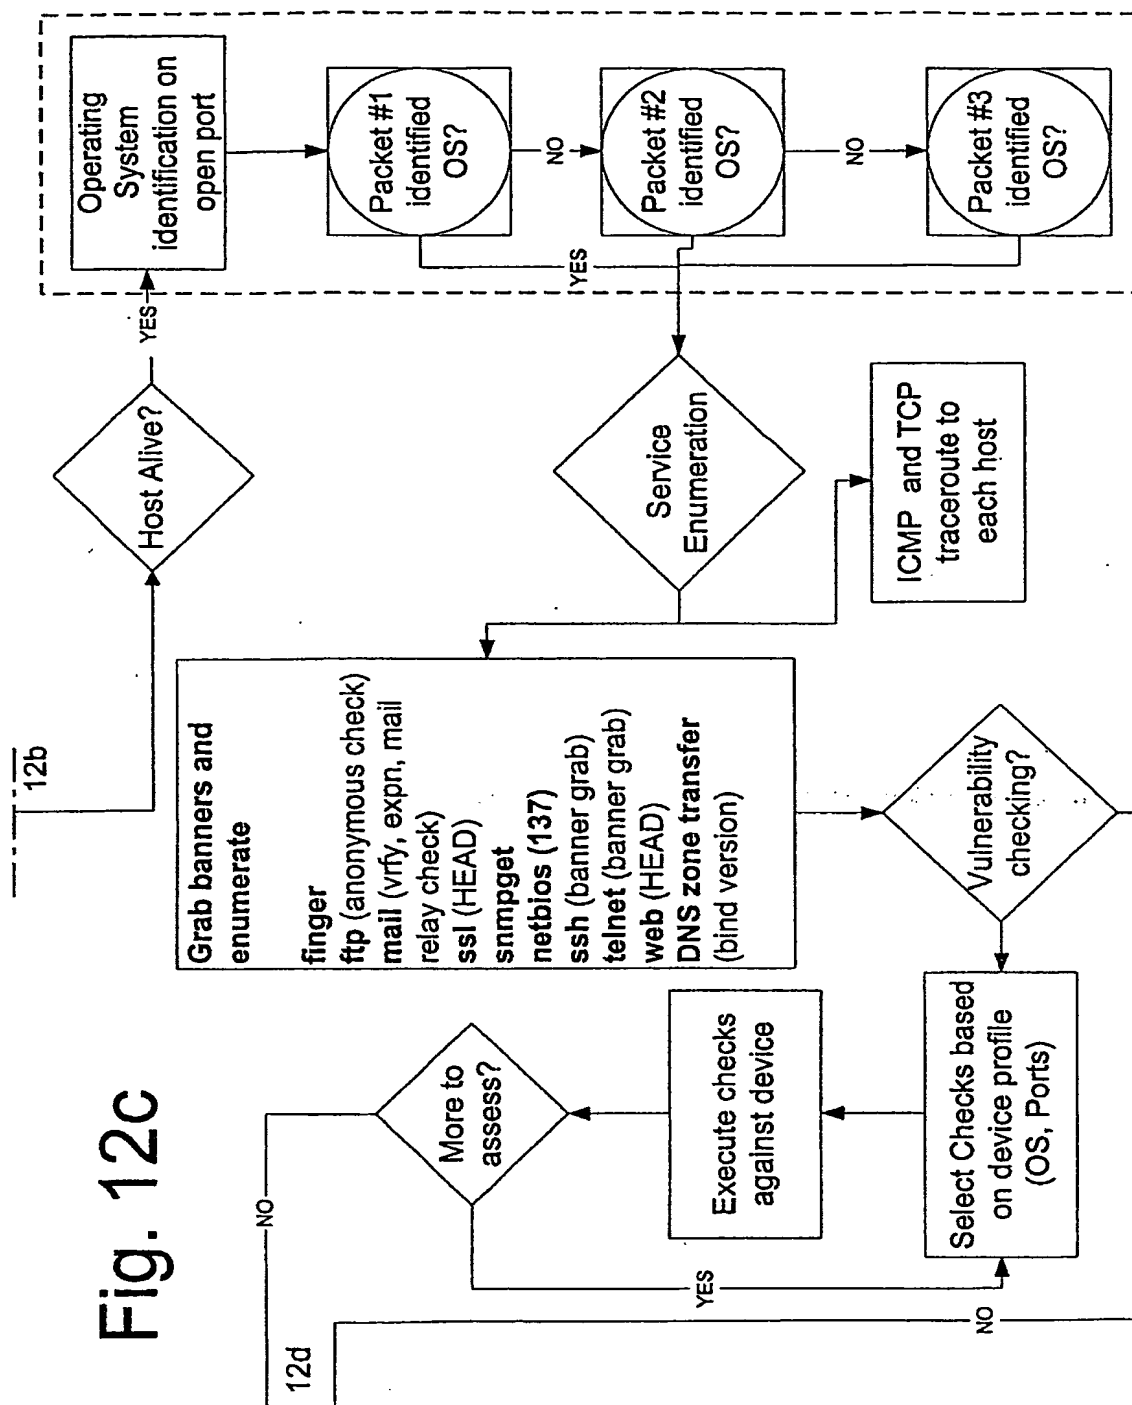 12b
Host Alive?
YES
Operating
System
identification on
open port
Packet #1
identified
OS?
NO
Packet #2
identified
OS?
NO
Packet #3
identified
OS?
YES
Service
Enumeration
ICMP and TCP
traceroute to
each host
Grab banners and
enumerate
finger
ftp (anonymous check)
mail (vrfy, expn, mail
relay check)
ssl (HEAD)
snmpget
netbios (137)
ssh (banner grab)
telnet (banner grab)
web (HEAD)
DNS zone transfer
(bind version)
Vulnerability
checking?
Select Checks based
on device profile
(OS, Ports)
Execute checks
against device
More to
assess?
YES
NO
NO
12d
Fig. 12c